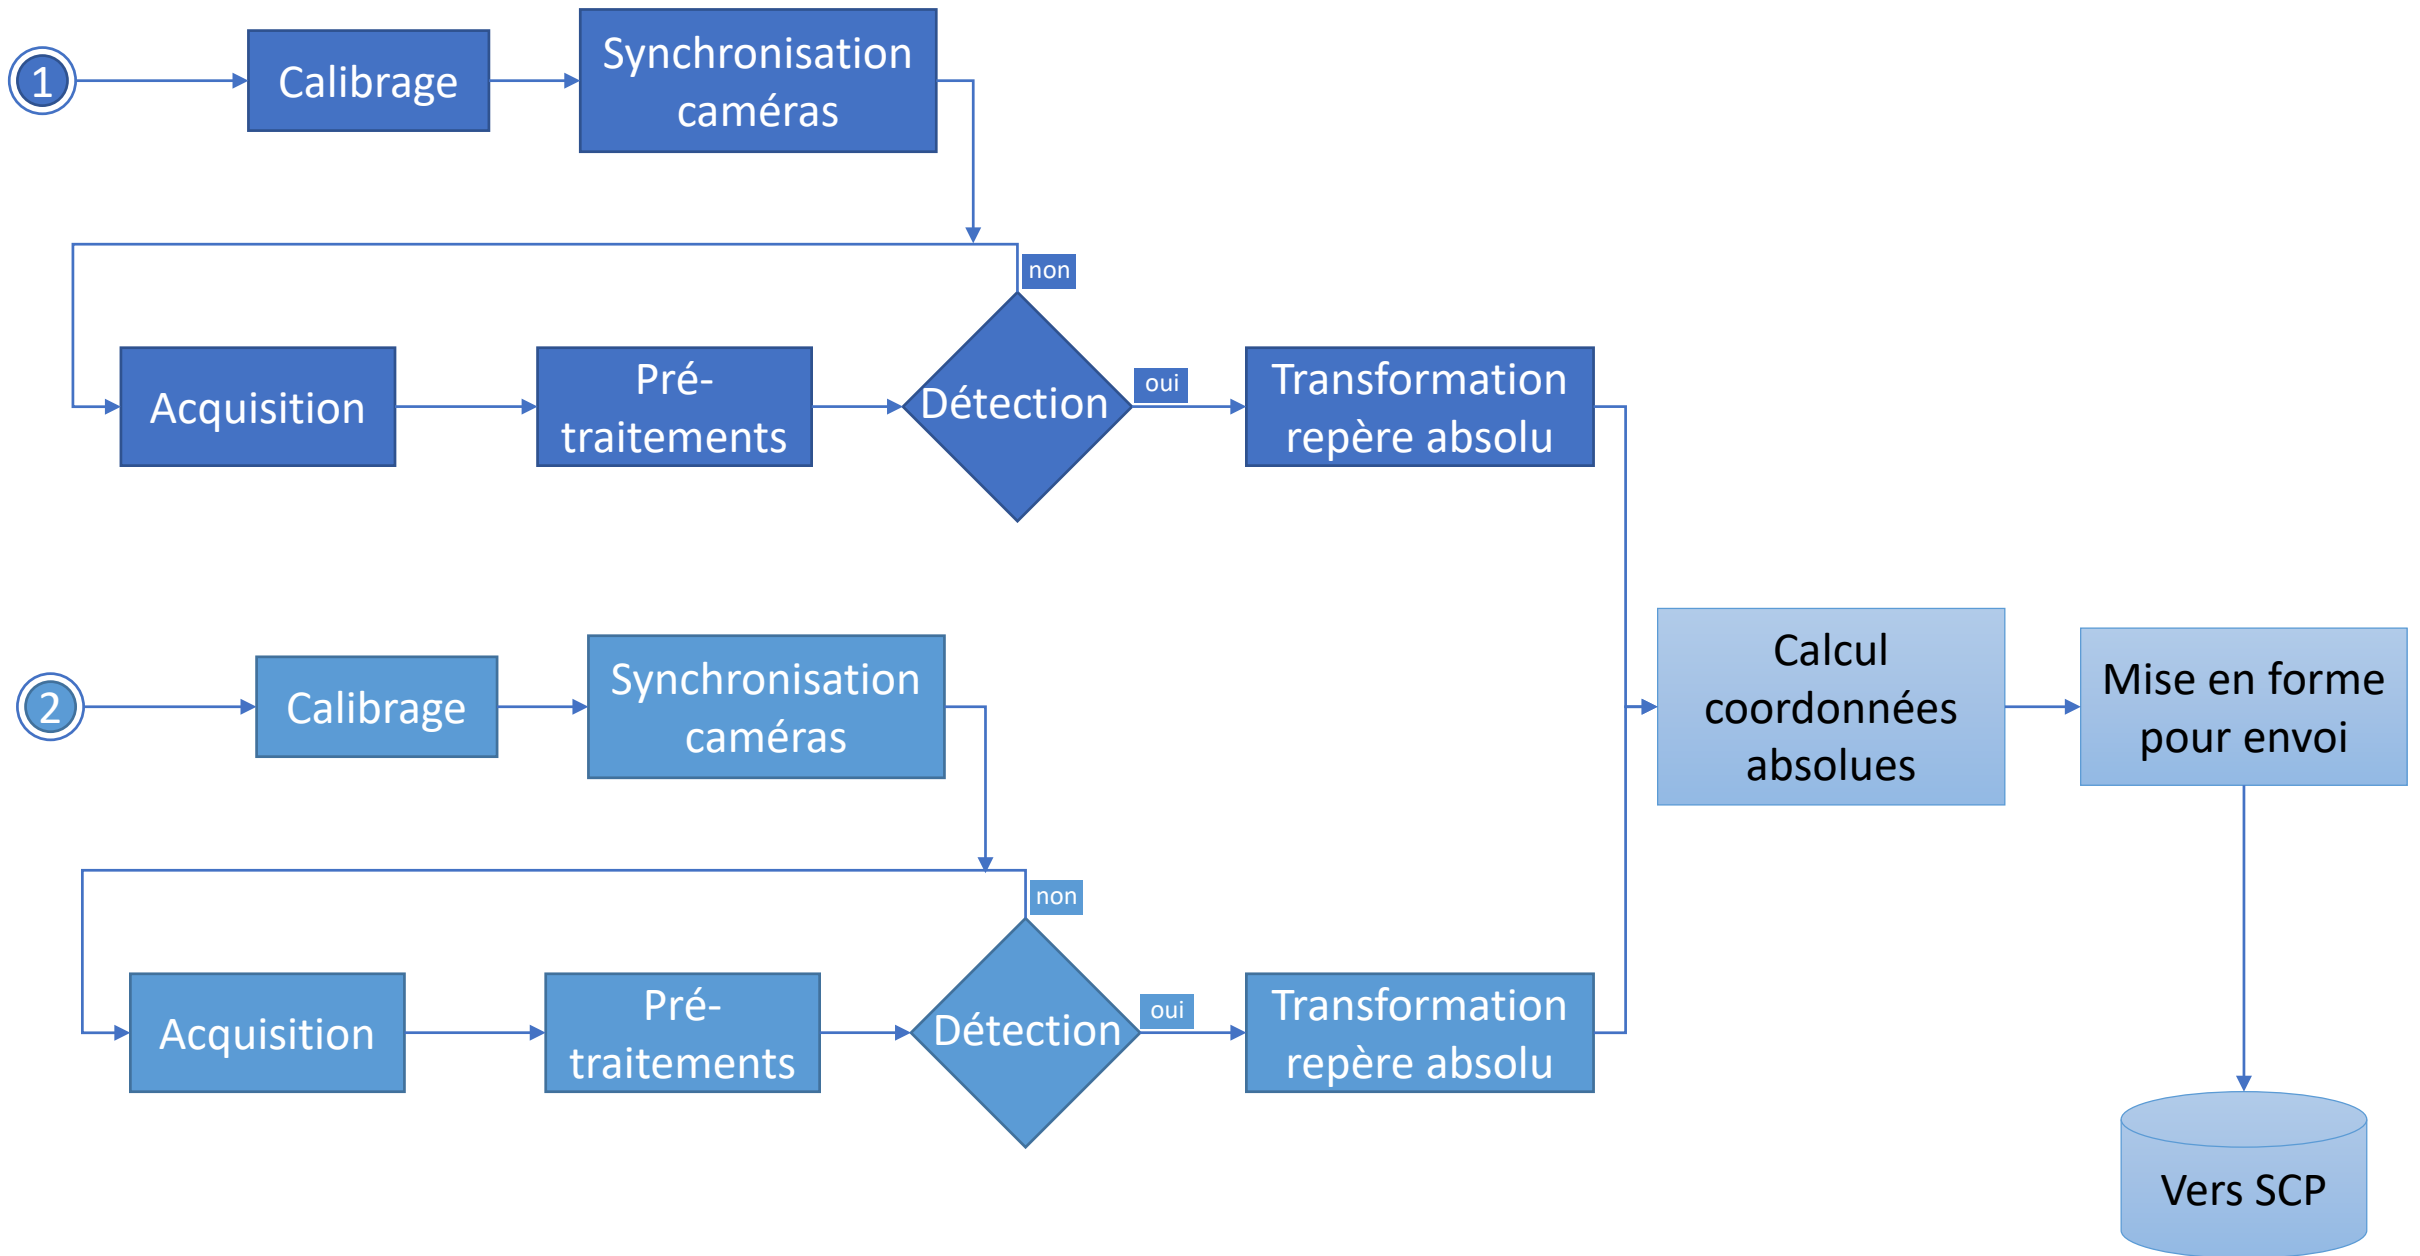 1
Calibrage
Synchronisation
caméras
non
Acquisition
Pré-
traitements
Détection
oui
Transformation
repère absolu
2
Calibrage
Synchronisation
caméras
non
Acquisition
Pré-
traitements
Détection
oui
Transformation
repère absolu
Calcul
coordonnées
absolues
Mise en forme
pour envoi
Vers SCP